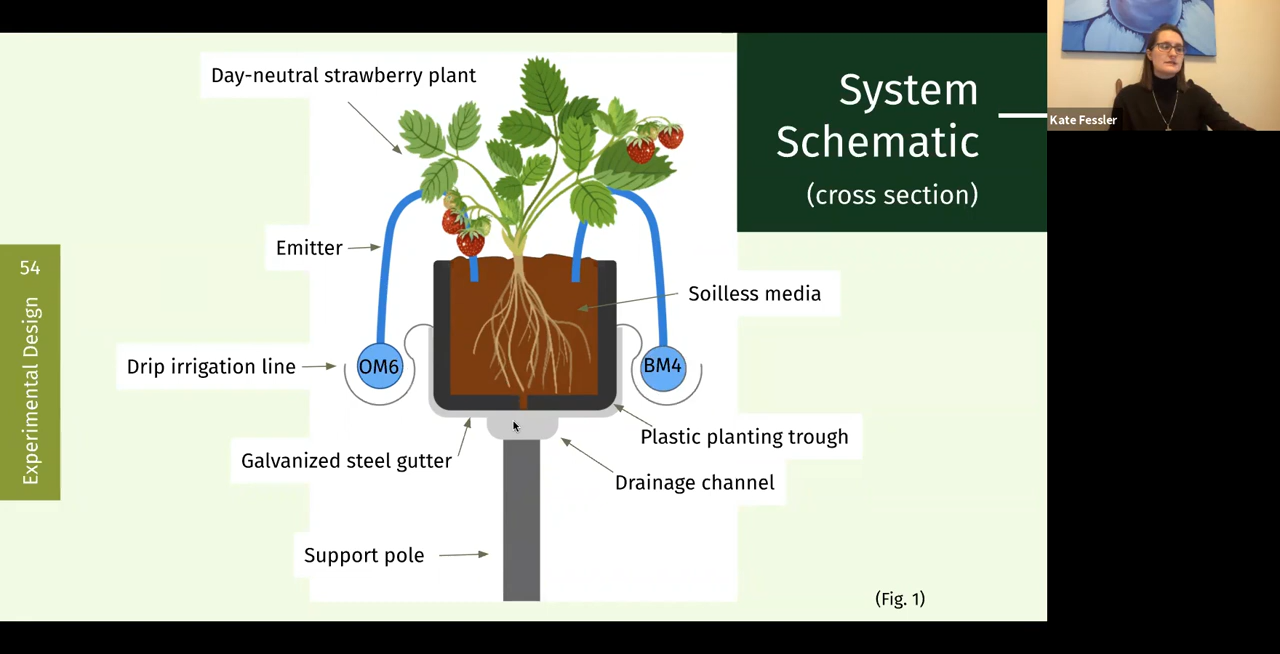 Day-neutral strawberry plant
System
Schematic
(cross section)
Kate Fessler
Emitter
54
Experimental Design
Soilless media
Drip irrigation line
OM6
BM4
Plastic planting trough
Galvanized steel gutter
Drainage channel
Support pole
(Fig. 1)